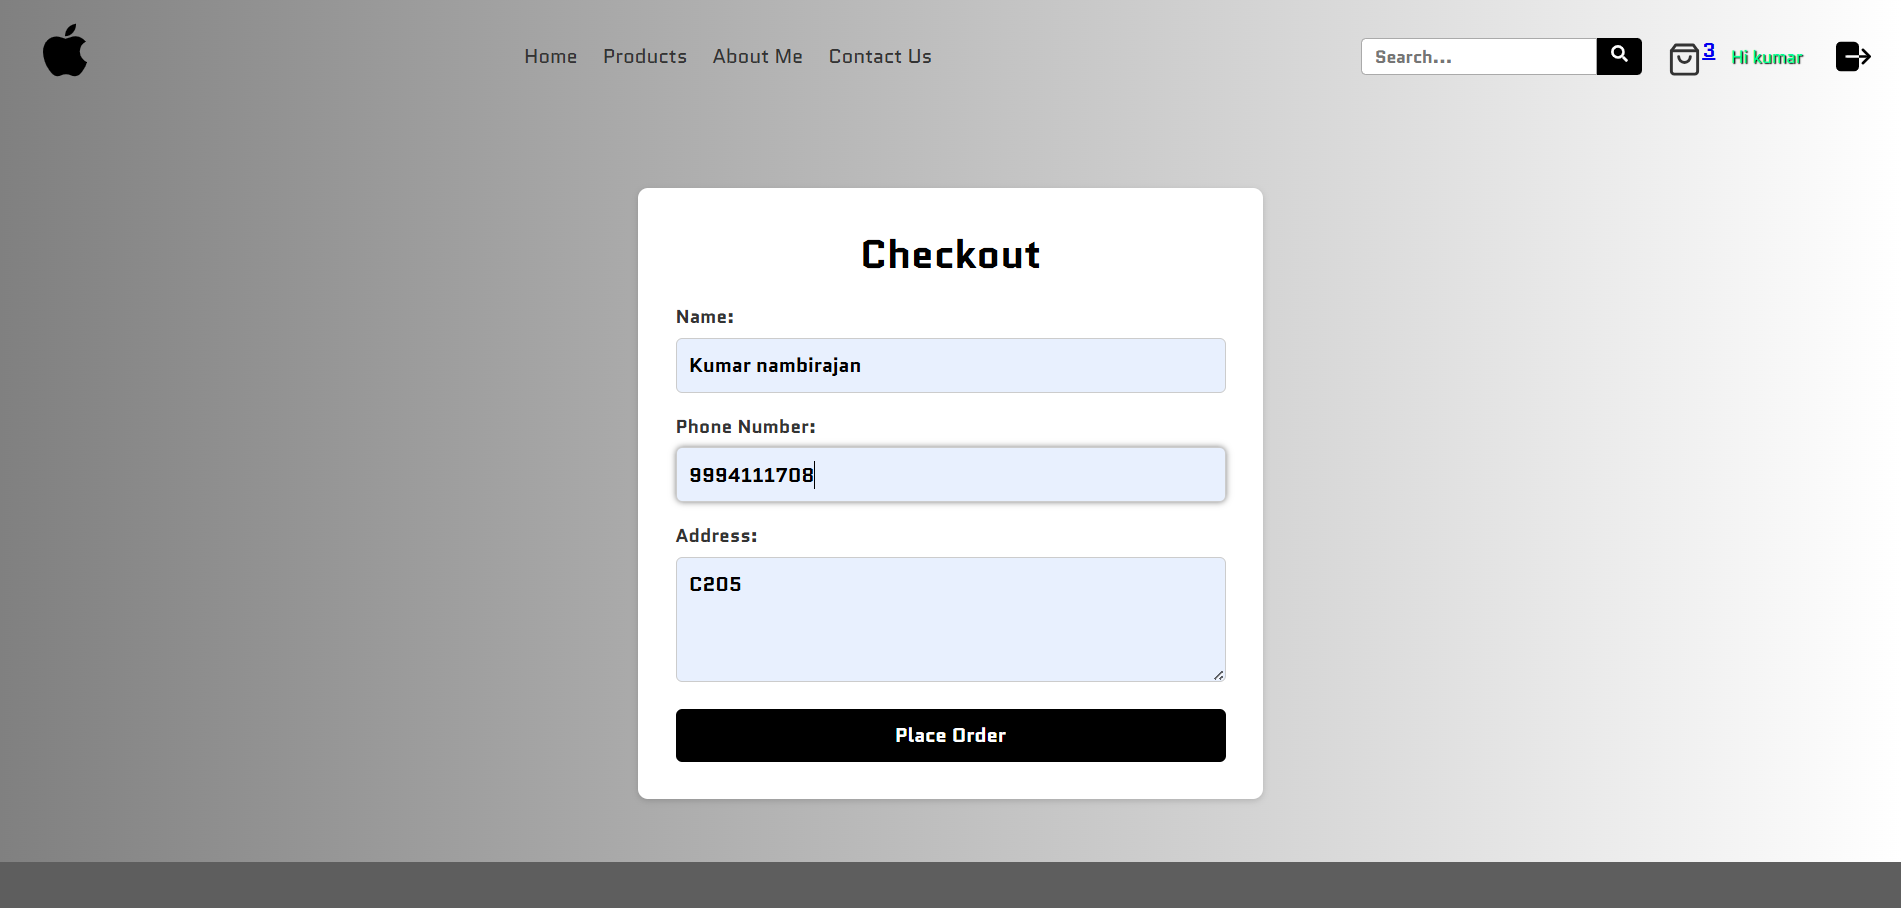 Home Products About Me Contact Us Search... 3 Hi kumar
Checkout
Name:
Kumar nambirajan
Phone Number:
9994111708
Address:
C205
Place Order